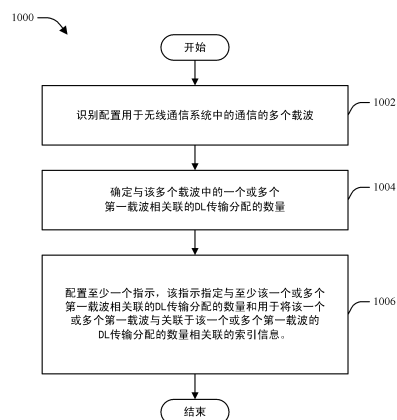 1000
开始
识别配置用于无线通信系统中的通信的多个载波
1002
确定与该多个载波中的一个或多个
第一载波相关联的DL传输分配的数量
1004
配置至少一个指示，该指示指定与至少该一个或多个
第一载波相关联的DL传输分配的数量和用于将该一个
或多个第一载波与关联于该一个或多个第一载波的
DL传输分配的数量相关联的索引信息。
1006
结束